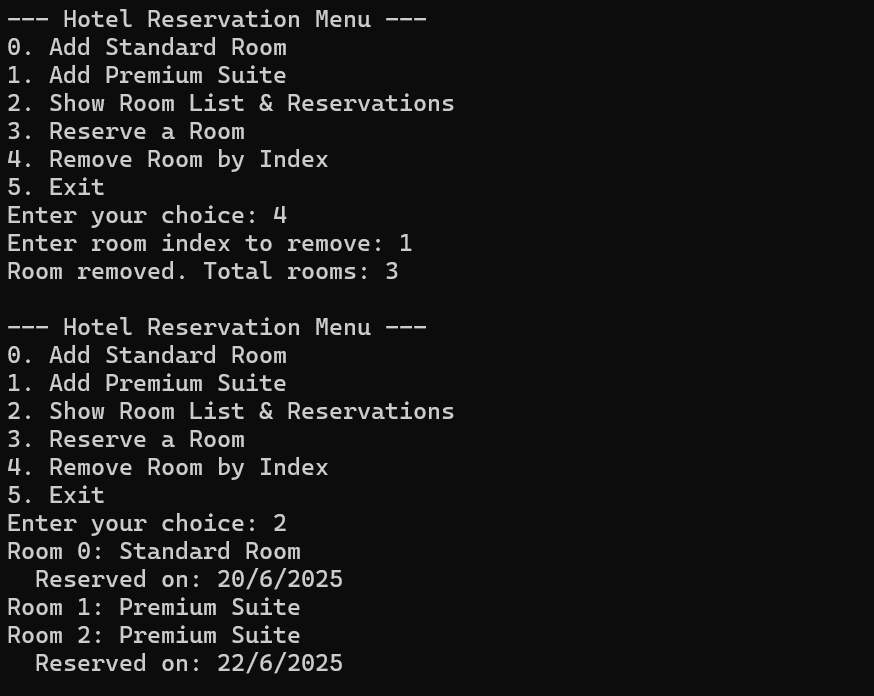 --- Hotel Reservation Menu ---
0. Add Standard Room
1. Add Premium Suite
2. Show Room List & Reservations
3. Reserve a Room
4. Remove Room by Index
5. Exit
Enter your choice: 4
Enter room index to remove: 1
Room removed. Total rooms: 3

--- Hotel Reservation Menu ---
0. Add Standard Room
1. Add Premium Suite
2. Show Room List & Reservations
3. Reserve a Room
4. Remove Room by Index
5. Exit
Enter your choice: 2
Room 0: Standard Room
  Reserved on: 20/6/2025
Room 1: Premium Suite
Room 2: Premium Suite
  Reserved on: 22/6/2025